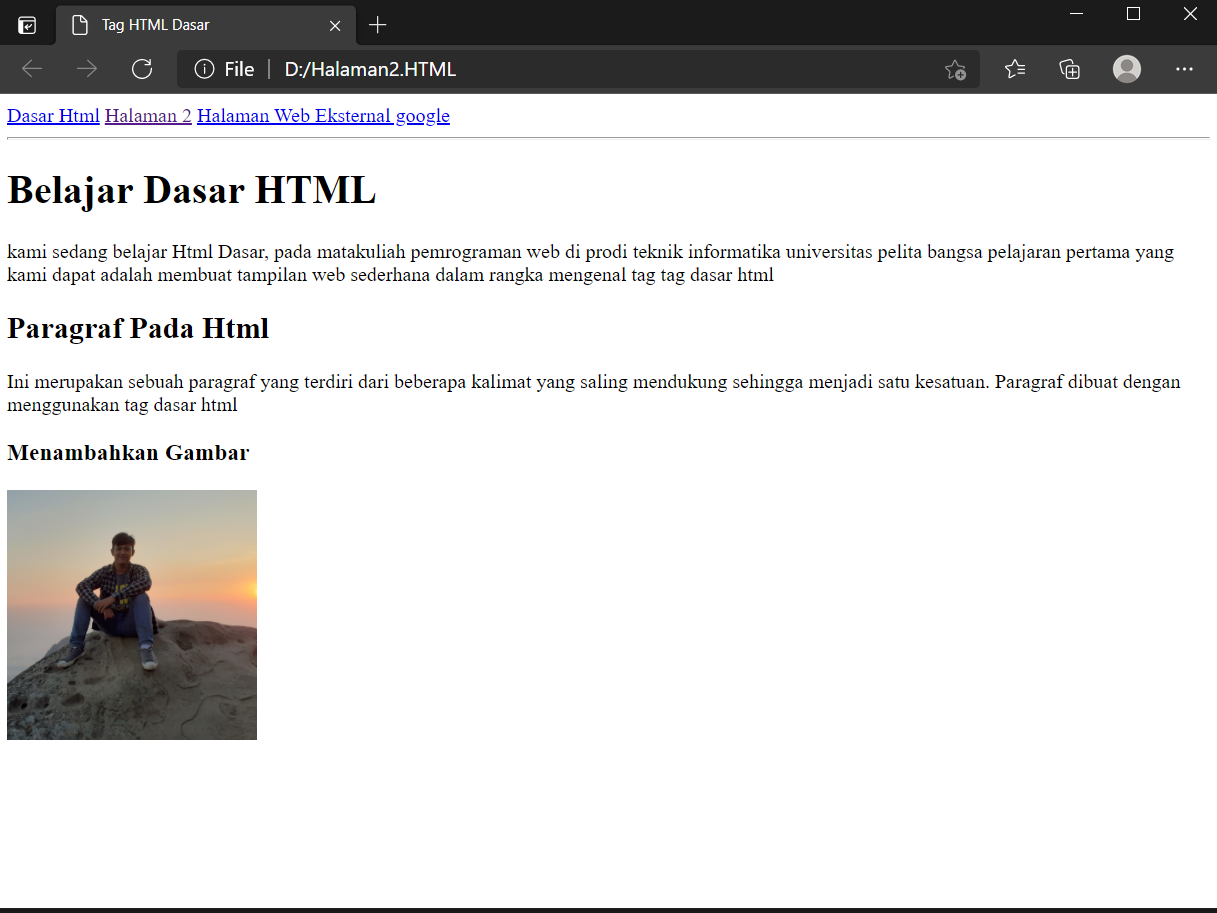 Tag HTML Dasar
File | D:/Halaman2.HTML
Dasar Html Halaman 2 Halaman Web Eksternal google
Belajar Dasar HTML
kami sedang belajar Html Dasar, pada matakuliah pemrograman web di prodi teknik informatika universitas pelita bangsa pelajaran pertama yang
kami dapat adalah membuat tampilan web sederhana dalam rangka mengenal tag tag dasar html
Paragraf Pada Html
Ini merupakan sebuah paragraf yang terdiri dari beberapa kalimat yang saling mendukung sehingga menjadi satu kesatuan. Paragraf dibuat dengan
menggunakan tag dasar html
Menambahkan Gambar